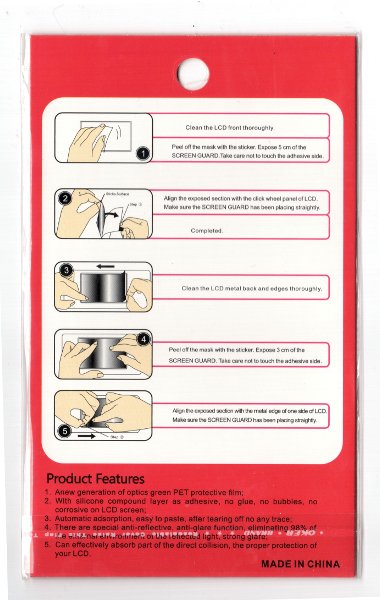 Clean the LCD front thoroughly.
1
Peel off the mask with the sticker. Expose 5 cm of the
SCREEN GUARD.Take care not to touch the adhesive side.
2
Sticke Surface
Step ①
Align the exposed section with the click wheel panel of LCD.
Make sure the SCREEN GUARD has been placing straightly.
Completed.
3
Clean the LCD metal back and edges thoroughly.
4
Peel off the mask with the sticker. Expose 3 cm of the
SCREEN GUARD. Take care not to touch the adhesive side.
5
Align the exposed section with the metal edge of one side of LCD.
Make sure the SCREEN GUARD has been placing straightly.
Product Features
1. Anew generation of optics green PET protective film;
2. With silicone compound layer as adhesive, no glue, no bubbles, no
corrosive on LCD screen;
3. Automatic adsorption, easy to paste, after tearing off no any trace;
4. There are special anti-reflective, anti-glare function, eliminating 98% of
the reflected light, strong glare;
5. Can effectively absorb part of the direct collision, the proper protection of
your LCD.
MADE IN CHINA